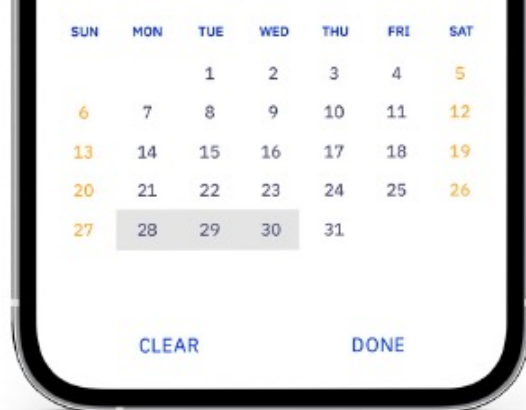 SUN MON TUE WED THU FRI SAT
1 2 3 4 5
6 7 8 9 10 11 12
13 14 15 16 17 18 19
20 21 22 23 24 25 26
27 28 29 30 31
CLEAR DONE